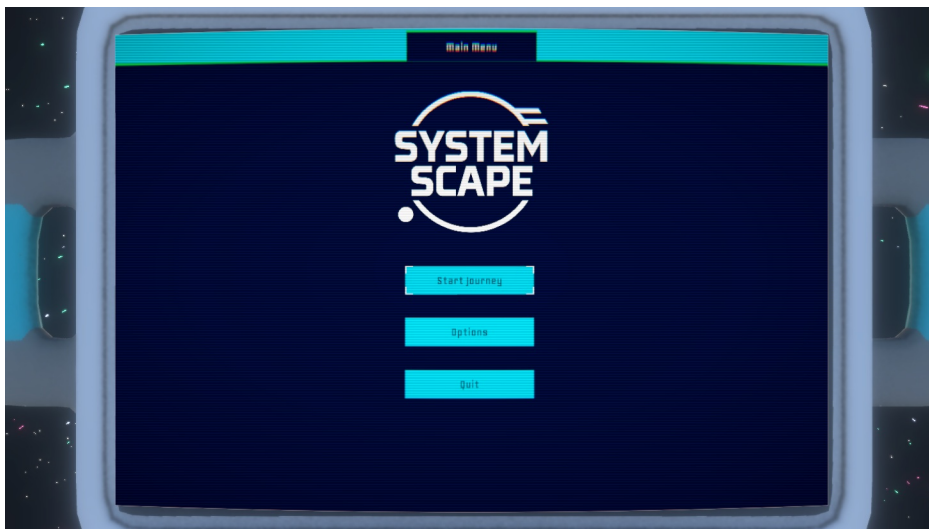 Main Menu
SYSTEM
SCAPE
Start journey
Options
Quit